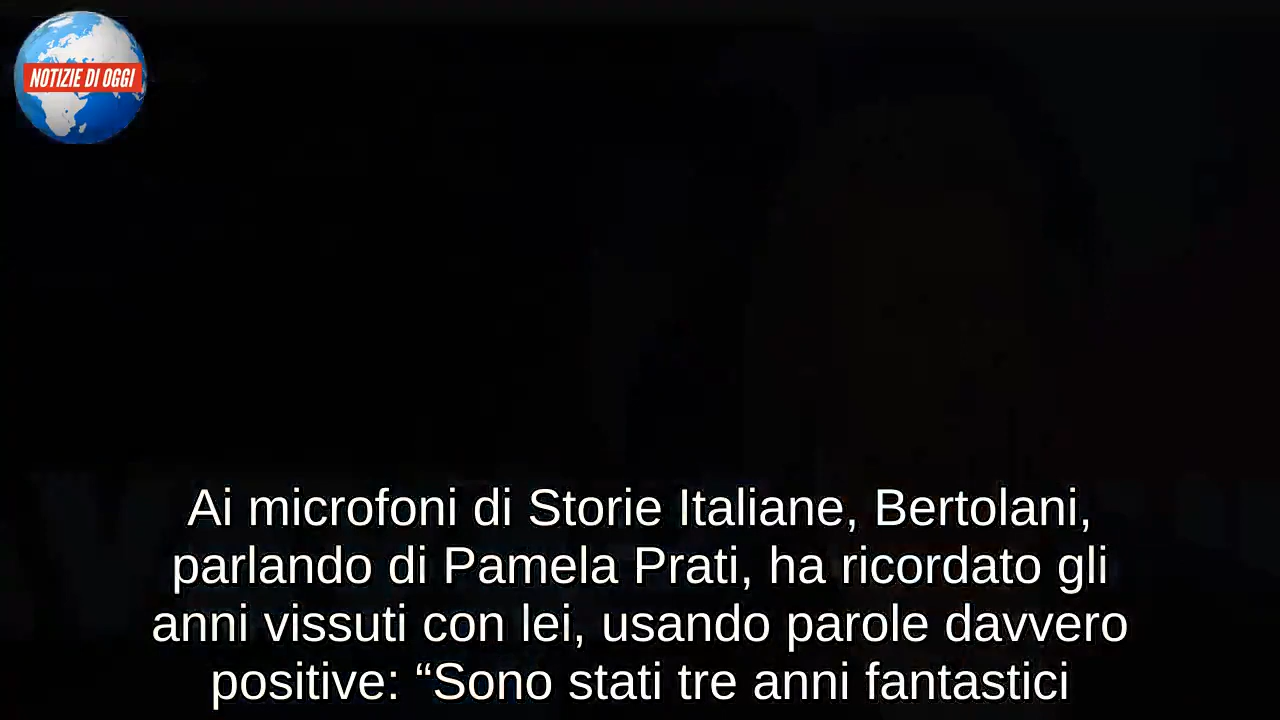 NOTIZIE DI OGGI
Ai microfoni di Storie Italiane, Bertolani,
parlando di Pamela Prati, ha ricordato gli
anni vissuti con lei, usando parole davvero
positive: “Sono stati tre anni fantastici